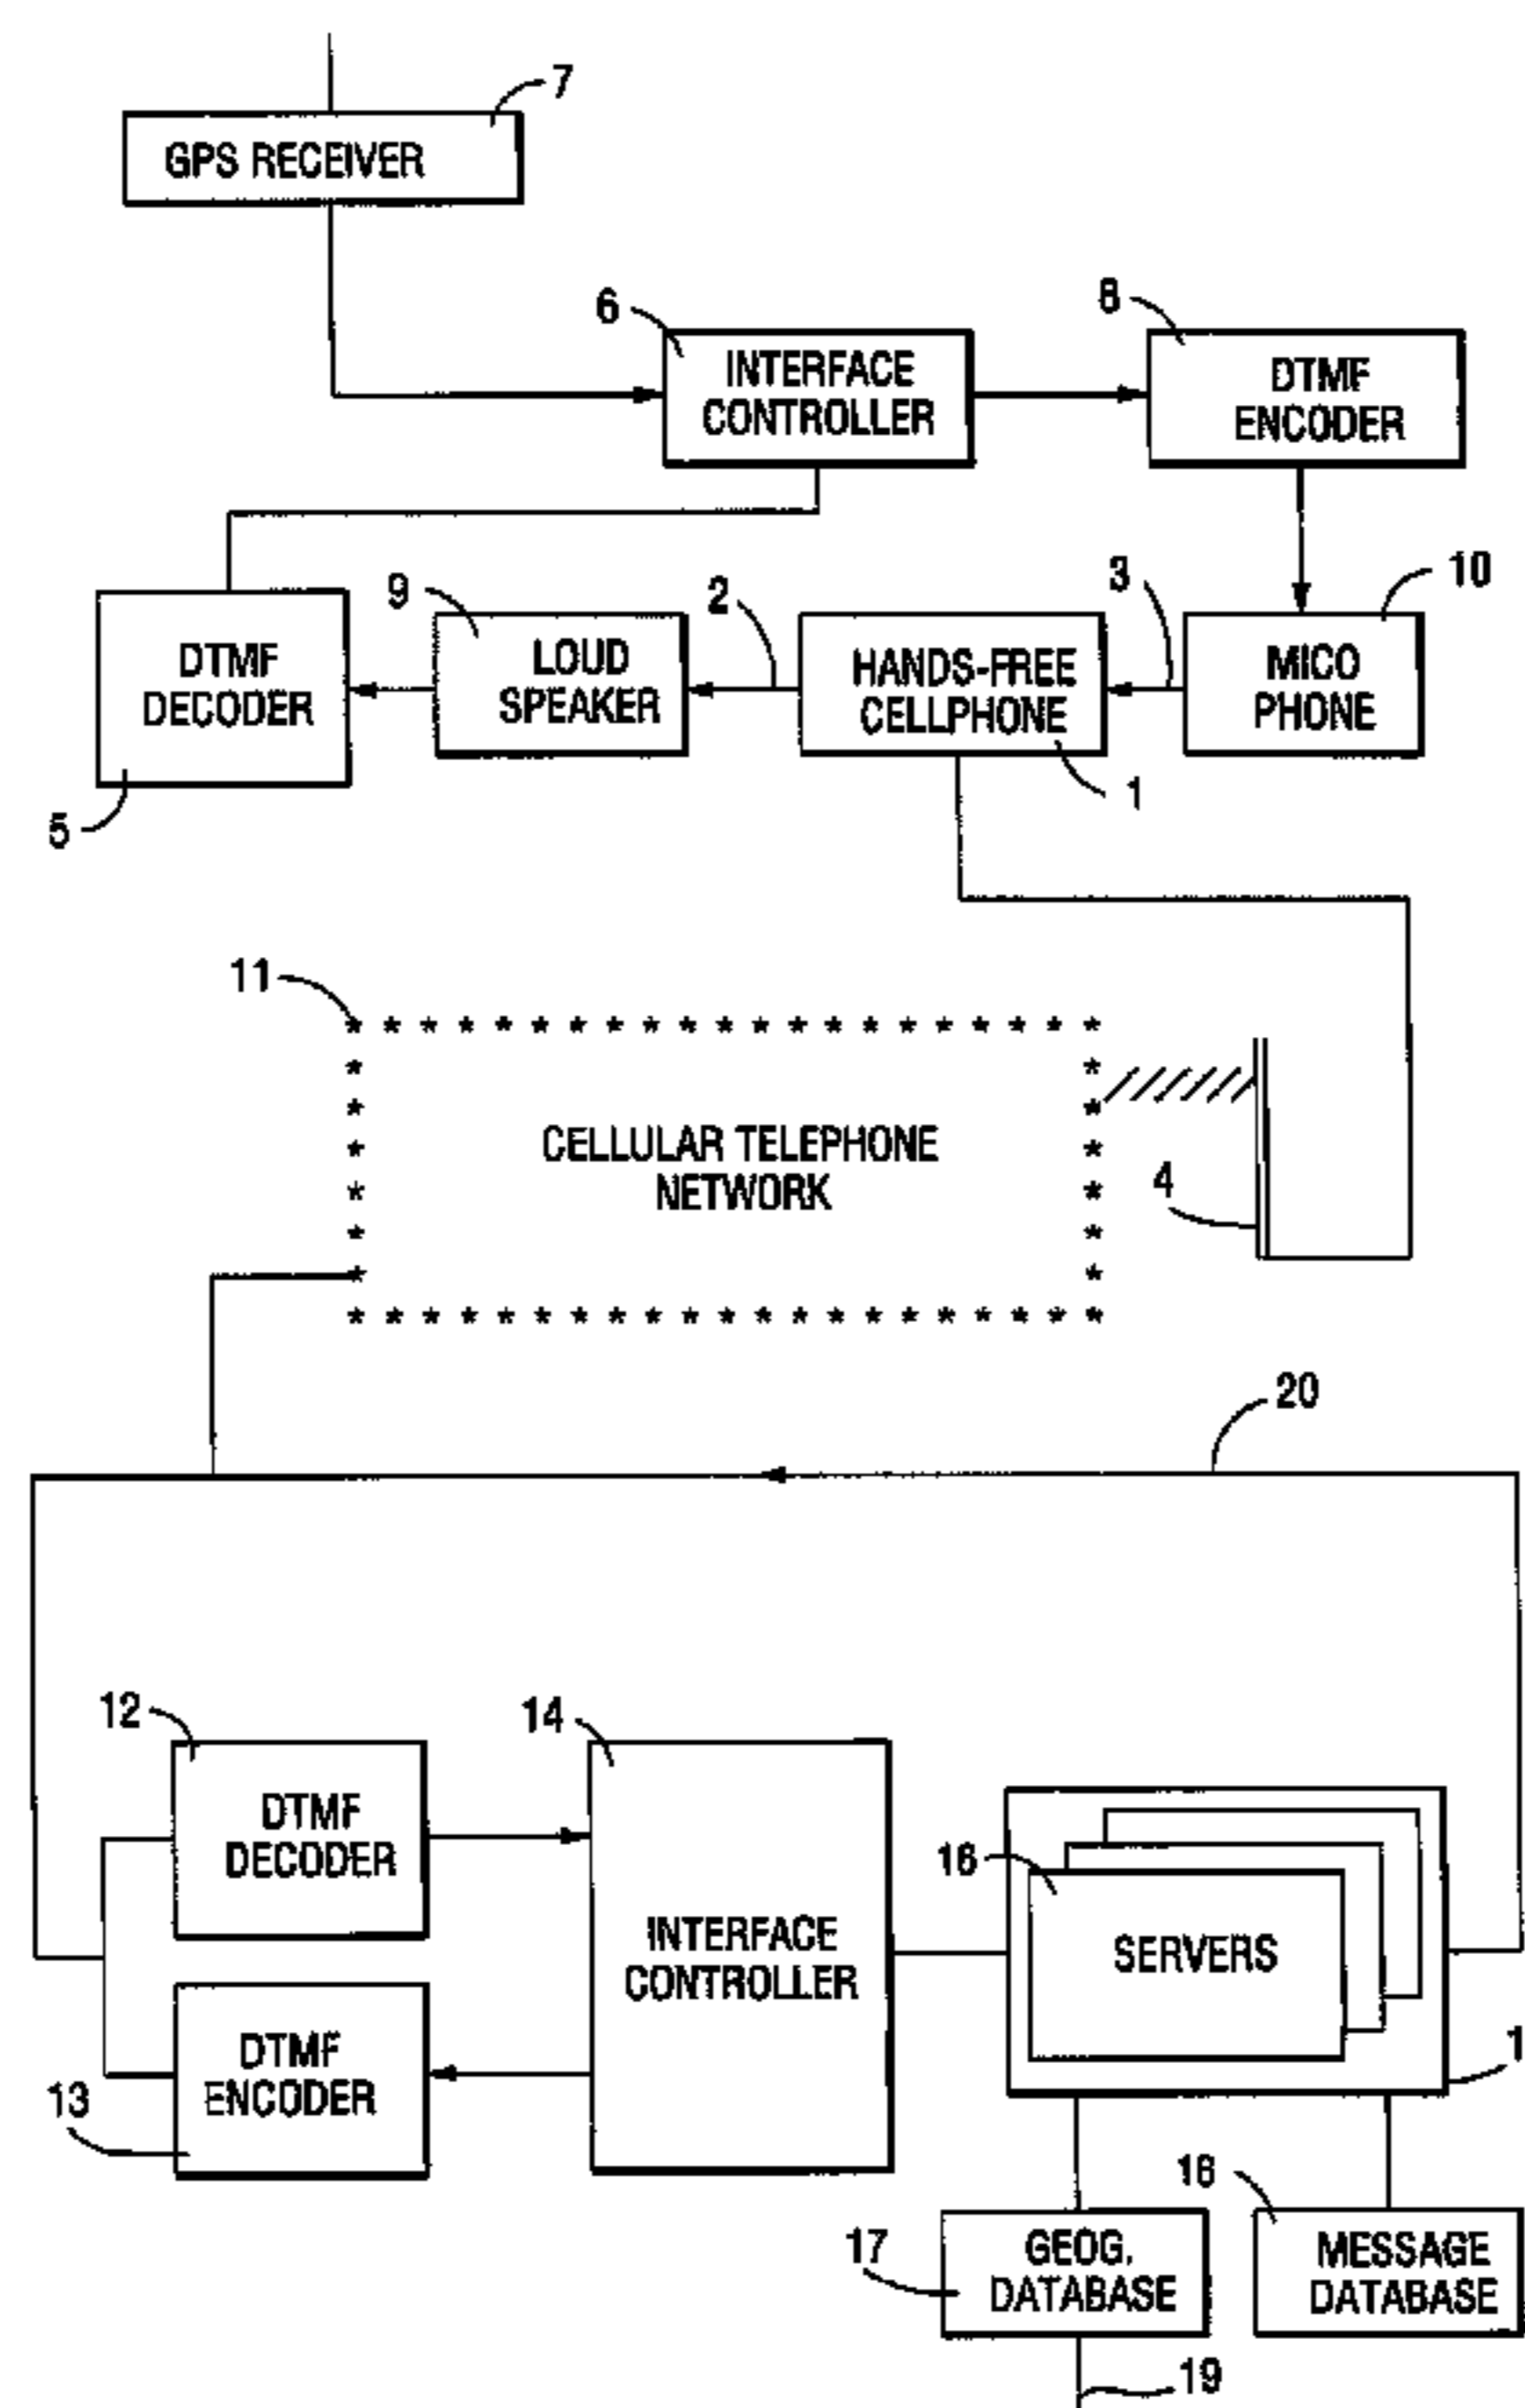 7
GPS RECEIVER
6
8
INTERFACE
CONTROLLER
DTMF
ENCODER
9
2
3
10
DTMF
DECODER
LOUD
SPEAKER
HANDS-FREE
CELLPHONE
MICO
PHONE
5
1
11
CELLULAR TELEPHONE
NETWORK
4
20
12
14
DTMF
DECODER
16
SERVERS
INTERFACE
CONTROLLER
DTMF
ENCODER
13
1
17
GEOG.
DATABASE
18
MESSAGE
DATABASE
19